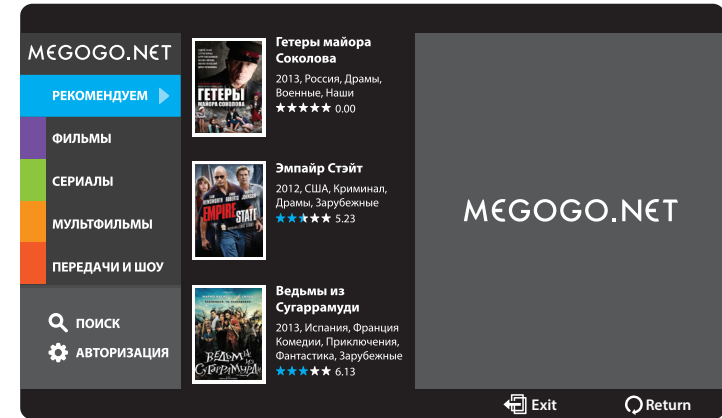 MEGOGO.NET
РЕКОМЕНДУЕМ
ФИЛЬМЫ
СЕРИАЛЫ
МУЛЬТФИЛЬМЫ
ПЕРЕДАЧИ И ШОУ
ПОИСК
АВТОРИЗАЦИЯ
ГЕТЕРЫ
МАЙОРА СОКОЛОВА
Гетеры майора
Соколова
2013, Россия, Драмы,
Военные, Наши
0.00
EMPIRE
STATE
Эмпайр Стэйт
2012, США, Криминал,
Драмы, Зарубежные
5.23
ВЕДЬМЫ
ИЗ
СУГАРРАМУРДИ
Ведьмы из
Сугаррамуди
2013, Испания, Франция
Комедии, Приключения,
Фантастика, Зарубежные
6.13
MEGOGO.NET
Exit
Return